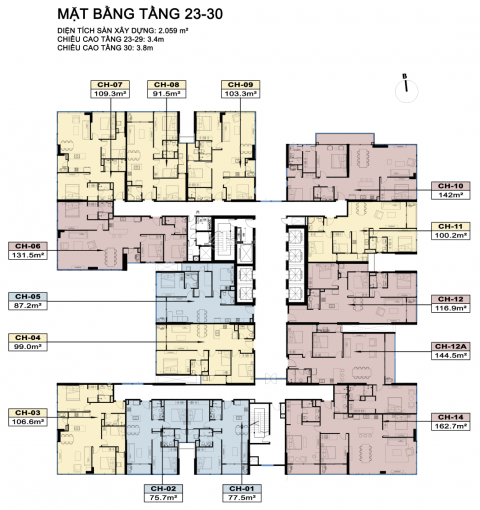 MẶT BẰNG TẦNG 23-30
DIỆN TÍCH SÀN XÂY DỰNG: 2.059 m²
CHIỀU CAO TẦNG 23-29: 3.4m
CHIỀU CAO TẦNG 30: 3.8m
B
CH-07
109.3m²
CH-08
91.5m²
CH-09
103.3m²
CH-10
142m²
CH-11
100.2m²
CH-06
131.5m²
CH-05
87.2m²
CH-12
116.9m²
CH-04
99.0m²
CH-12A
144.5m²
CH-03
106.6m²
CH-14
162.7m²
CH-02
75.7m²
CH-01
77.5m²